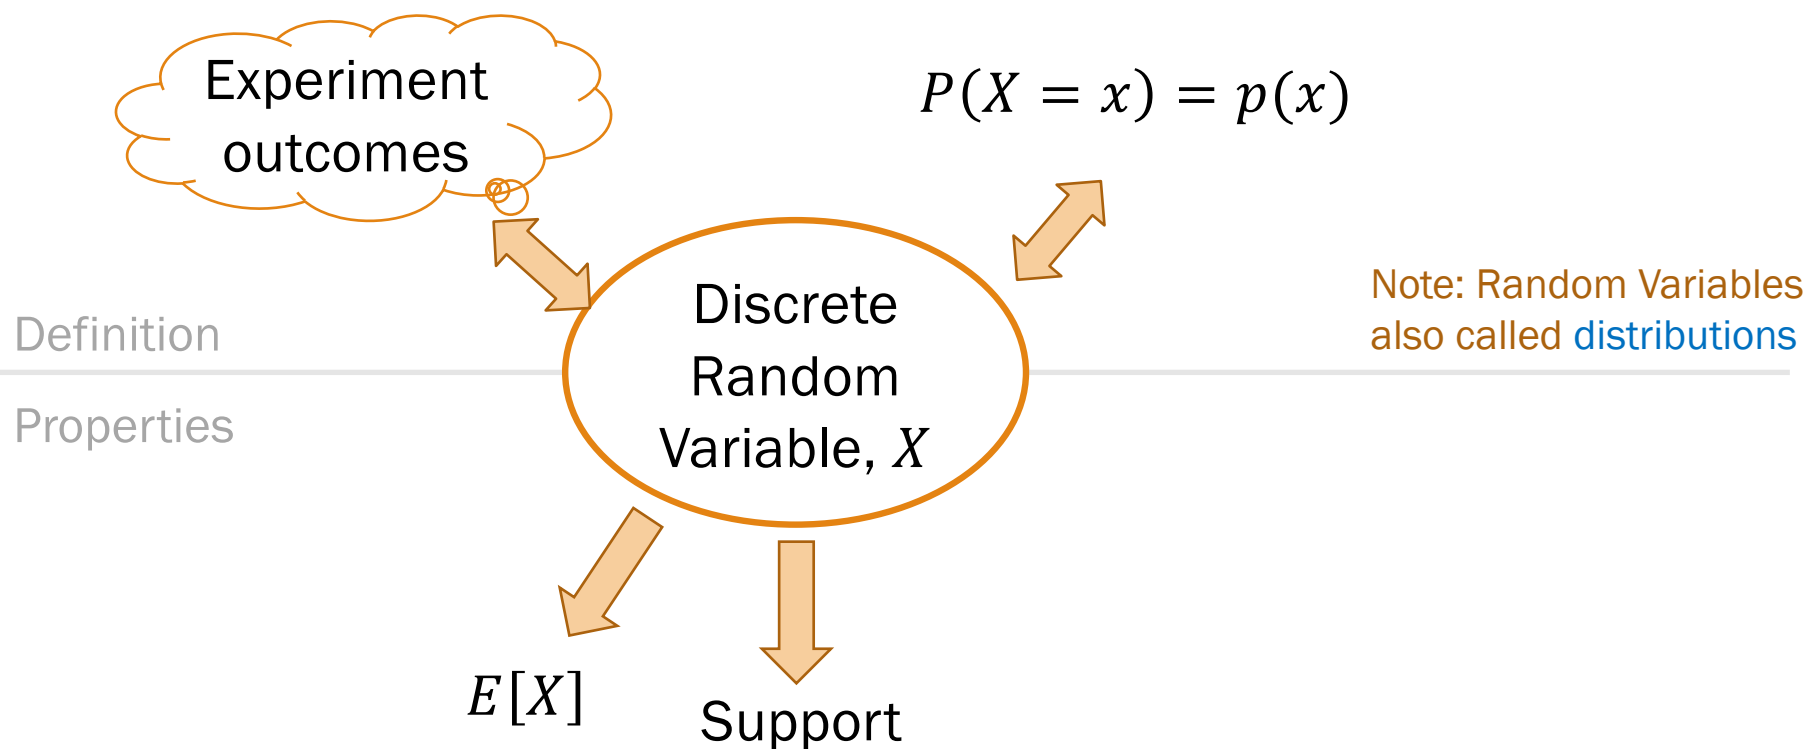 Experiment
outcomes
P(X = x) = p(x)
Note: Random Variables
also called distributions
Definition
Discrete
Random
Variable, X
Properties
E[X]
Support